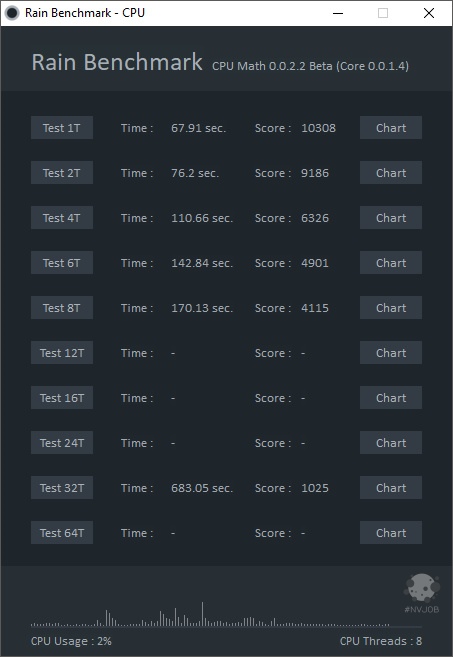 Rain Benchmark - CPU
Rain Benchmark CPU Math 0.0.2.2 Beta (Core 0.0.1.4)
Test 1T Time : 67.91 sec. Score : 10308 Chart
Test 2T Time : 76.2 sec. Score : 9186 Chart
Test 4T Time : 110.66 sec. Score : 6326 Chart
Test 6T Time : 142.84 sec. Score : 4901 Chart
Test 8T Time : 170.13 sec. Score : 4115 Chart
Test 12T Time : - Score : - Chart
Test 16T Time : - Score : - Chart
Test 24T Time : - Score : - Chart
Test 32T Time : 683.05 sec. Score : 1025 Chart
Test 64T Time : - Score : - Chart
#NVJOB
CPU Usage : 2% CPU Threads : 8